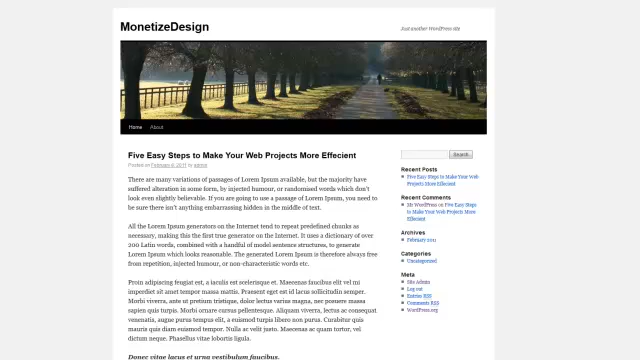 MonetizeDesign
Just another WordPress site
Home About
Five Easy Steps to Make Your Web Projects More Effecient
Posted on February 6, 2011 by admin
There are many variations of passages of Lorem Ipsum available, but the majority have
suffered alteration in some form, by injected humour, or randomised words which don't
look even slightly believable. If you are going to use a passage of Lorem Ipsum, you need to
be sure there isn't anything embarrassing hidden in the middle of text.
All the Lorem Ipsum generators on the Internet tend to repeat predefined chunks as
necessary, making this the first true generator on the Internet. It uses a dictionary of over
200 Latin words, combined with a handful of model sentence structures, to generate
Lorem Ipsum which looks reasonable. The generated Lorem Ipsum is therefore always free
from repetition, injected humour, or non-characteristic words etc.
Proin adipiscing feugiat est, a iaculis est scelerisque et. Maecenas faucibus elit vel mi
imperdiet sit amet tempor massa mattis. Praesent eget est id lacus sollicitudin semper.
Morbi viverra, ante ut pretium tristique, dolor lectus varius magna, nec posuere massa
sapien quis turpis. Morbi ornare cursus pellentesque. Aliquam viverra, lectus ac consequat
venenatis, augue purus tempus elit, a euismod turpis libero non purus. Curabitur quis
mauris quis diam euismod tempus. Nulla ac velit justo. Maecenas ac quam tortor, vel
dictum neque. Phasellus vitae lobortis ligula.
Donec vitae lacus et urna vestibulum faucibus.
Search
Recent Posts
Five Easy Steps to Make Your Web
Projects More Effecient
Recent Comments
Mr WordPress on Five Easy Steps
to Make Your Web Projects More
Effecient
Archives
February 2011
Categories
Uncategorized
Meta
Site Admin
Log out
Entries RSS
Comments RSS
WordPress.org